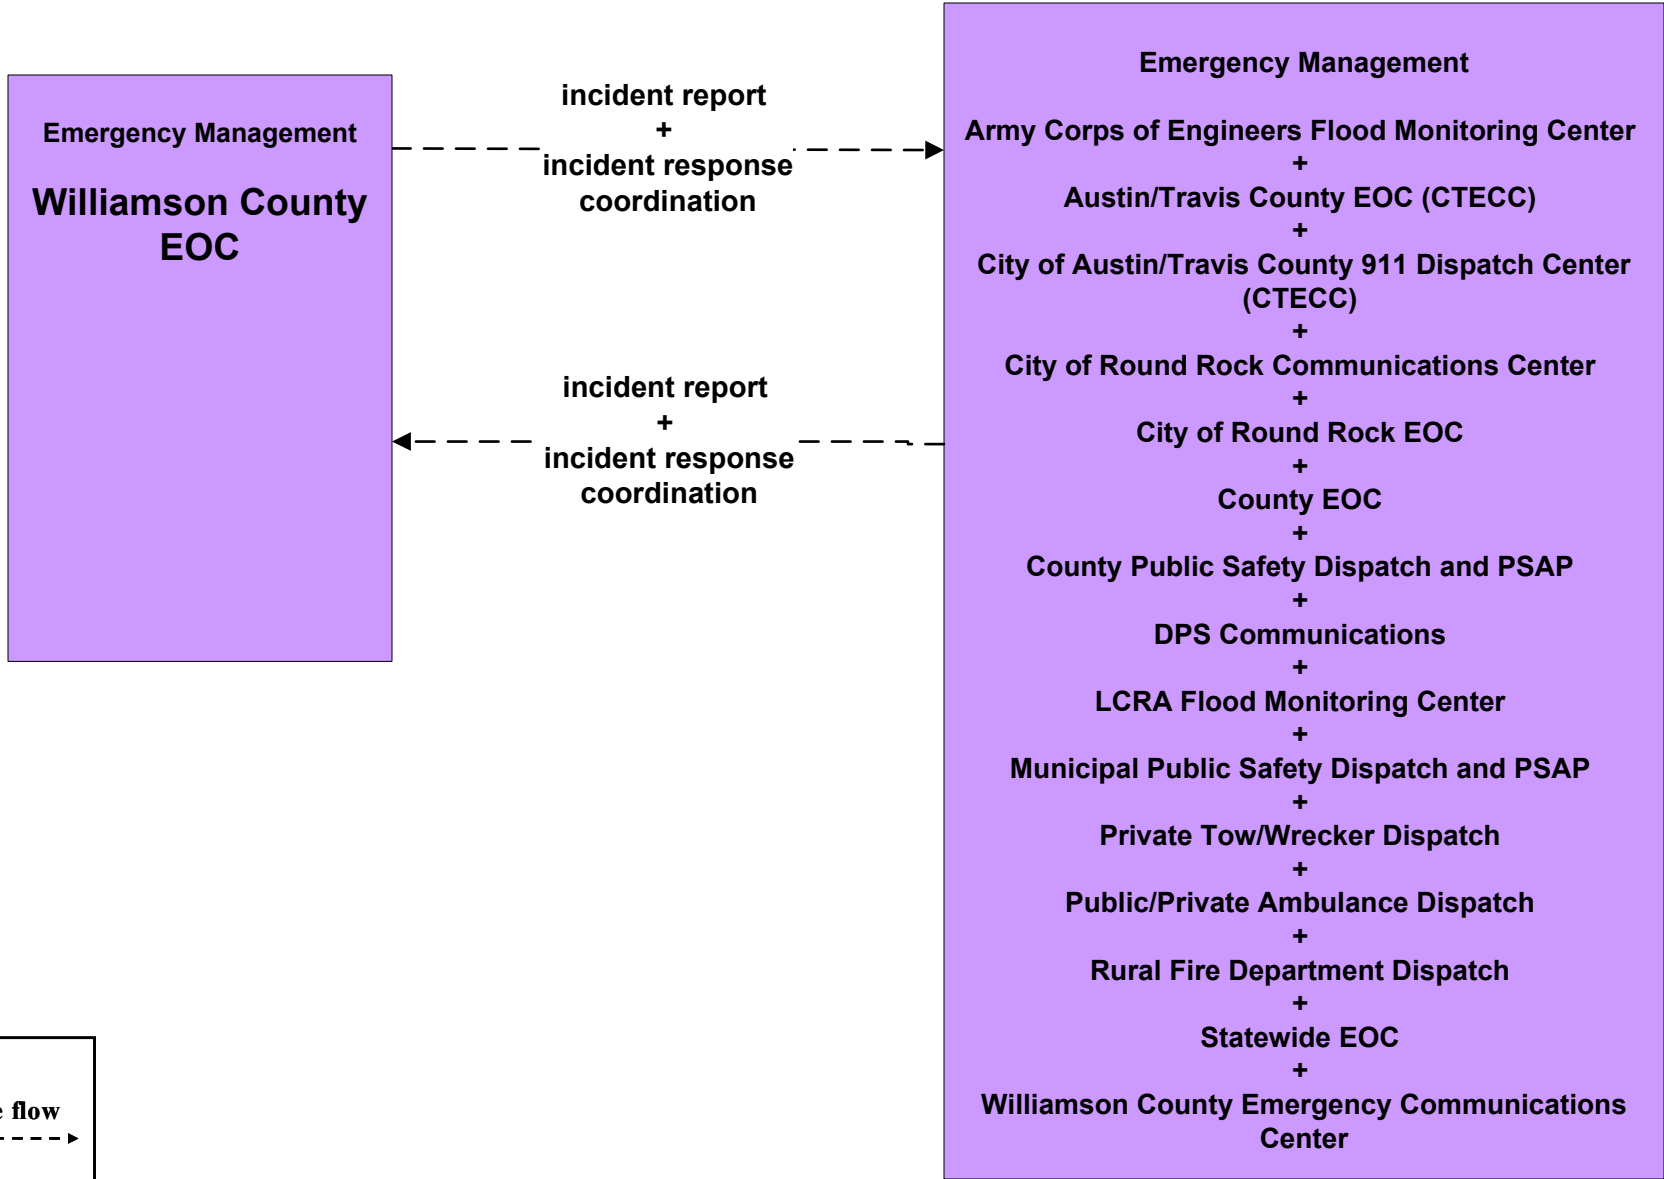 Emergency Management
Williamson County
EOC
incident report
+
incident response
coordination
incident report
+
incident response
coordination
Emergency Management
Army Corps of Engineers Flood Monitoring Center
+
Austin/Travis County EOC (CTECC)
+
City of Austin/Travis County 911 Dispatch Center
(CTECC)
+
City of Round Rock Communications Center
+
City of Round Rock EOC
+
County EOC
+
County Public Safety Dispatch and PSAP
+
DPS Communications
+
LCRA Flood Monitoring Center
+
Municipal Public Safety Dispatch and PSAP
+
Private Tow/Wrecker Dispatch
+
Public/Private Ambulance Dispatch
+
Rural Fire Department Dispatch
+
Statewide EOC
+
Williamson County Emergency Communications
Center
flow